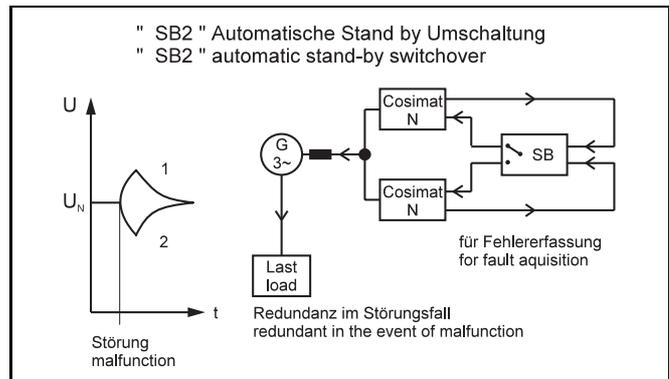 " SB2 " Automatische Stand by Umschaltung
" SB2 " automatic stand-by switchover
U
U_N
1
2
t
Störung
malfunction
G
3~
Last
load
Cosimat
N
SB
Cosimat
N
für Fehlererfassung
for fault aquisition
Redundanz im Störungsfall
redundant in the event of malfunction